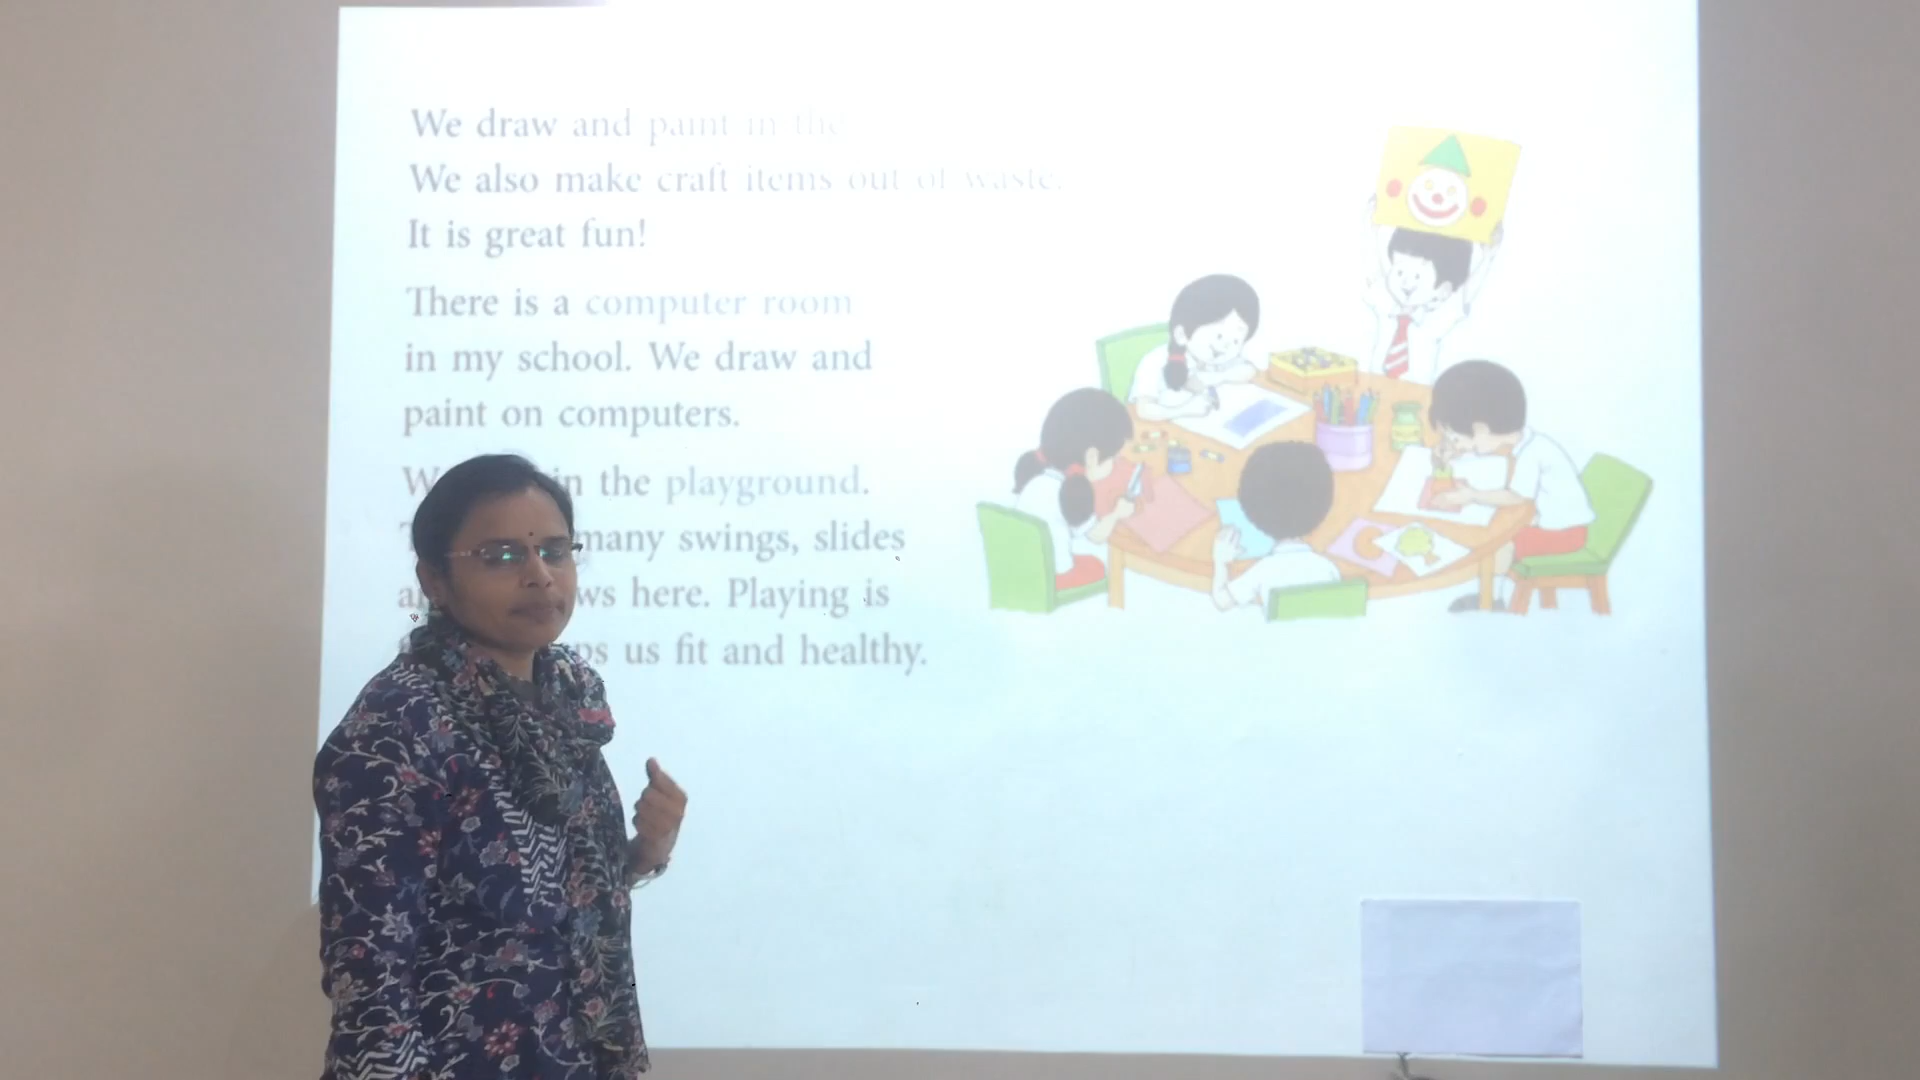 We draw and paint in the
We also make craft items out of waste.
It is great fun!
There is a computer room
in my school. We draw and
paint on computers.
in the playground.
many swings, slides
here. Playing is
us fit and healthy.